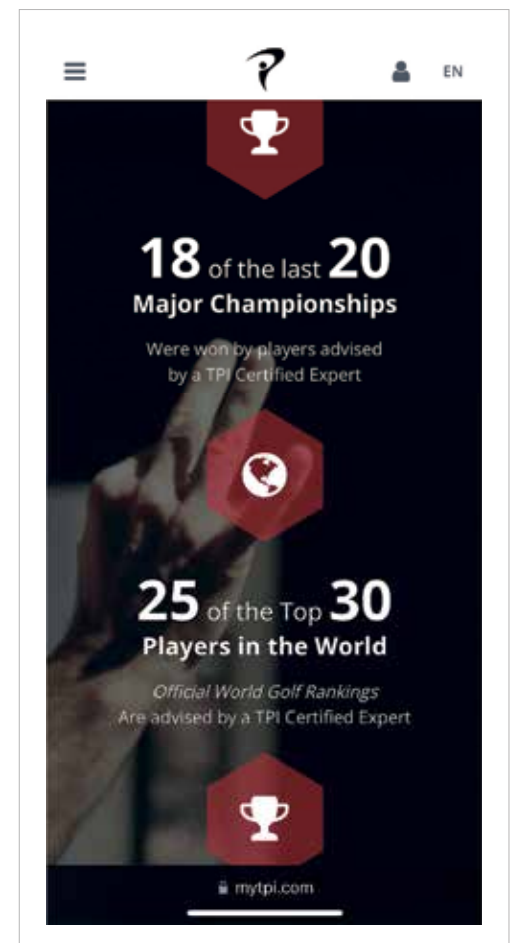 EN
18 of the last 20
Major Championships
Were won by players advised
by a TPI Certified Expert
25 of the Top 30
Players in the World
Official World Golf Rankings
Are advised by a TPI Certified Expert
mytpi.com